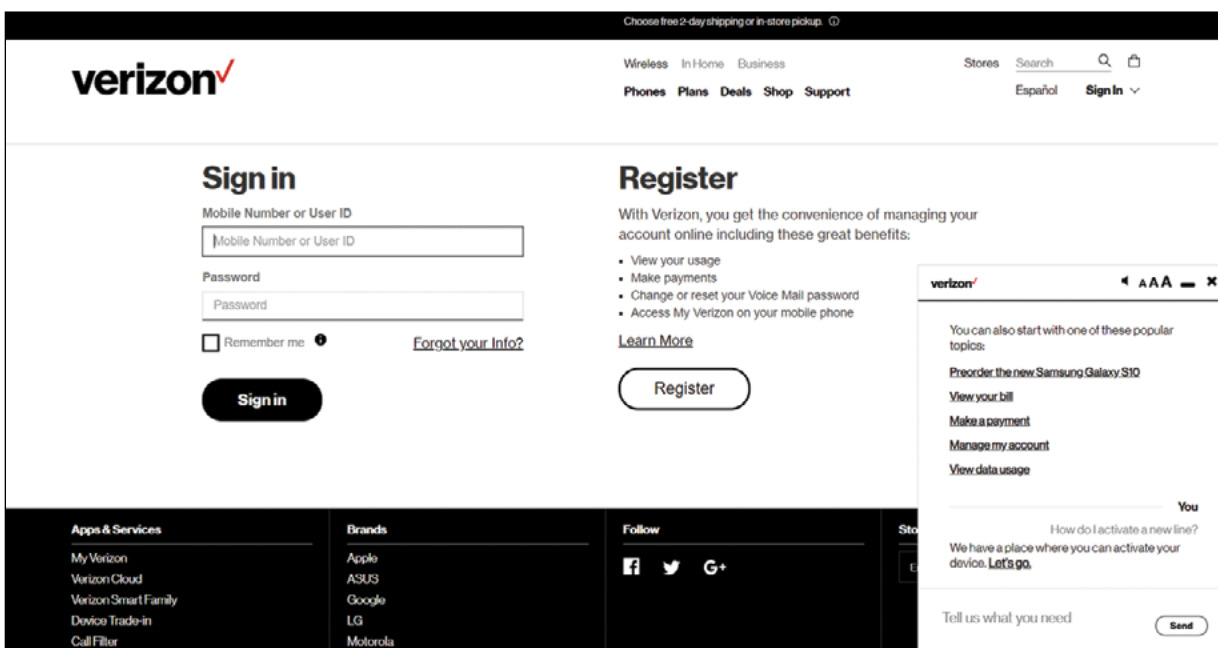 Choose free 2-day shipping or in-store pickup.
verizon
Wireless In Home Business
Stores Search
Phones Plans Deals Shop Support
Español Sign In
Sign in
Mobile Number or User ID
Mobile Number or User ID
Password
Password
Remember me
Forgot your Info?
Sign in
Register
With Verizon, you get the convenience of managing your
account online including these great benefits:
• View your usage
• Make payments
• Change or reset your Voice Mail password
• Access My Verizon on your mobile phone
Learn More
Register
verizon
A A A
You can also start with one of these popular
topics:
Preorder the new Samsung Galaxy S10
View your bill
Make a payment
Manage my account
View data usage
You
How do I activate a new line?
We have a place where you can activate your
device. Let's go.
Tell us what you need
Send
Apps & Services
My Verizon
Verizon Cloud
Verizon Smart Family
Device Trade-in
Call Filter
Brands
Apple
ASUS
Google
LG
Motorola
Follow
G+
Sto